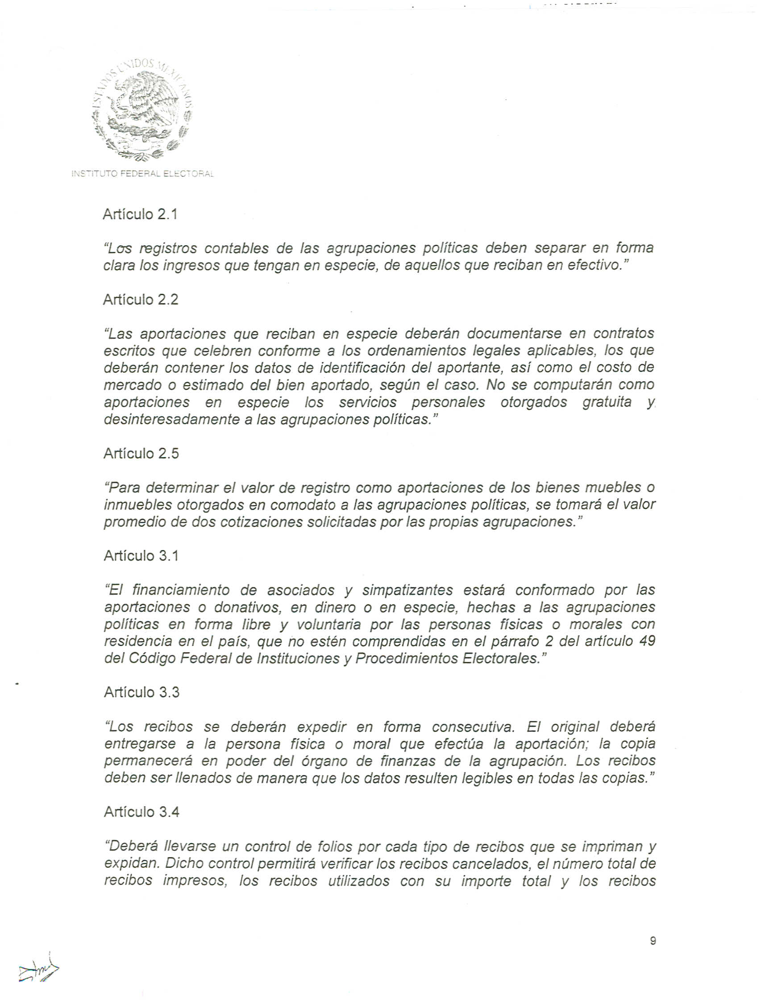 ESTADOS UNIDOS MEXICANOS
INSTITUTO FEDERAL ELECTORAL
Artículo 2.1
“Los registros contables de las agrupaciones políticas deben separar en forma
clara los ingresos que tengan en especie, de aquellos que reciban en efectivo.”
Artículo 2.2
“Las aportaciones que reciban en especie deberán documentarse en contratos
escritos que celebren conforme a los ordenamientos legales aplicables, los que
deberán contener los datos de identificación del aportante, así como el costo de
mercado o estimado del bien aportado, según el caso. No se computarán como
aportaciones en especie los servicios personales otorgados gratuita y
desinteresadamente a las agrupaciones políticas.”
Artículo 2.5
“Para determinar el valor de registro como aportaciones de los bienes muebles o
inmuebles otorgados en comodato a las agrupaciones políticas, se tomará el valor
promedio de dos cotizaciones solicitadas por las propias agrupaciones.”
Artículo 3.1
“El financiamiento de asociados y simpatizantes estará conformado por las
aportaciones o donativos, en dinero o en especie, hechas a las agrupaciones
políticas en forma libre y voluntaria por las personas físicas o morales con
residencia en el país, que no estén comprendidas en el párrafo 2 del artículo 49
del Código Federal de Instituciones y Procedimientos Electorales.”
Artículo 3.3
“Los recibos se deberán expedir en forma consecutiva. El original deberá
entregarse a la persona física o moral que efectúa la aportación; la copia
permanecerá en poder del órgano de finanzas de la agrupación. Los recibos
deben ser llenados de manera que los datos resulten legibles en todas las copias.”
Artículo 3.4
“Deberá llevarse un control de folios por cada tipo de recibos que se impriman y
expidan. Dicho control permitirá verificar los recibos cancelados, el número total de
recibos impresos, los recibos utilizados con su importe total y los recibos
9